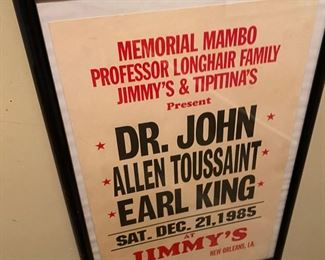 MEMORIAL MAMBO
PROFESSOR LONGHAIR FAMILY
JIMMY'S & TIPITINA'S
Present
DR. JOHN
ALLEN TOUSSAINT
EARL KING
SAT. DEC. 21, 1985
AT
JIMMY'S
NEW ORLEANS, LA.